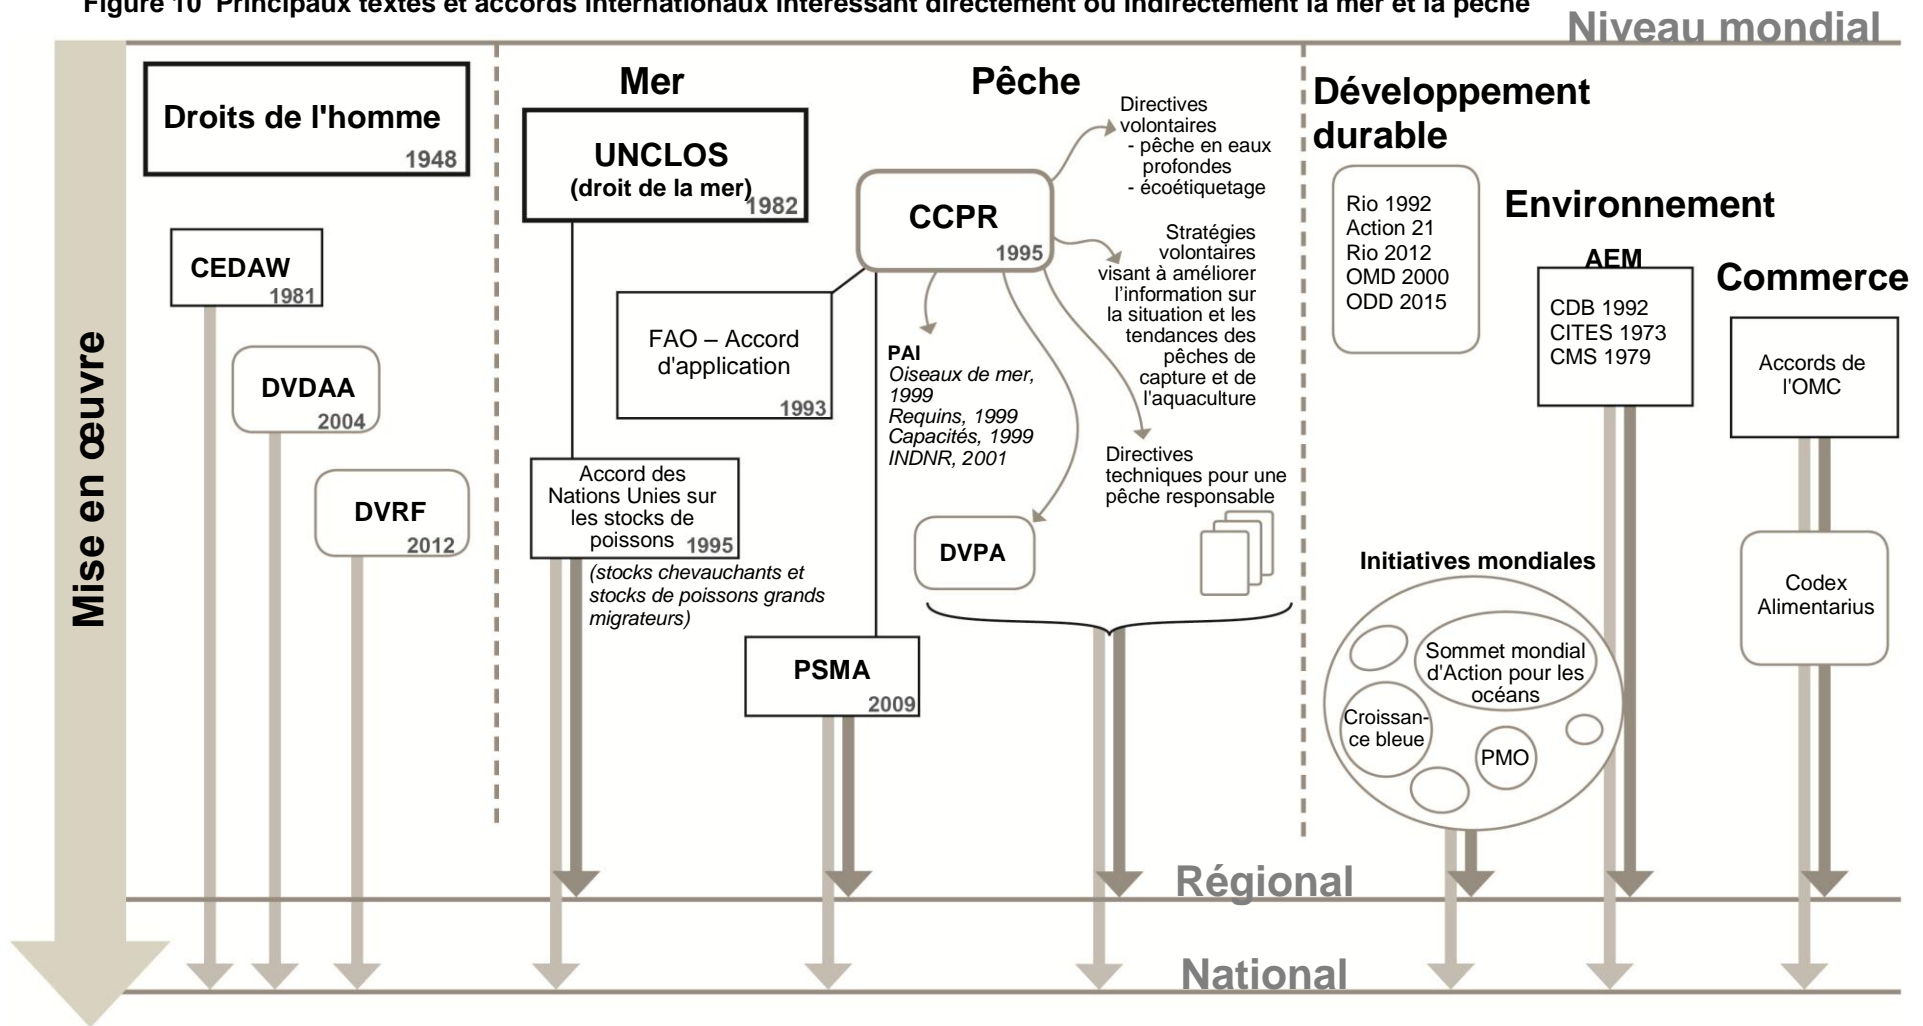 Figure 10 Principaux textes et accords internationaux intéressant directement ou indirectement la mer et la pêche
Niveau mondial
Mise en œuvre
Droits de l'homme
1948
CEDAW
1981
DVDAA
2004
DVRF
2012
Mer
UNCLOS
(droit de la mer)
1982
FAO – Accord
d'application
1993
Accord des
Nations Unies sur
les stocks de
poissons 1995
(stocks chevauchants et
stocks de poissons grands
migrateurs)
PSMA
2009
Pêche
CCPR
1995
Directives
volontaires
- pêche en eaux
profondes
- écoétiquetage
Stratégies
volontaires
visant à améliorer
l'information sur
la situation et les
tendances des
pêches de
capture et de
l'aquaculture
PAI
Oiseaux de mer,
1999
Requins, 1999
Capacités, 1999
INDNR, 2001
Directives
techniques pour une
pêche responsable
DVPA
Développement
durable
Rio 1992
Action 21
Rio 2012
OMD 2000
ODD 2015
Environnement
AEM
CDB 1992
CITES 1973
CMS 1979
Commerce
Accords de
l'OMC
Codex
Alimentarius
Initiatives mondiales
Sommet mondial
d'Action pour les
océans
Croissan-
ce bleue
PMO
Régional
National